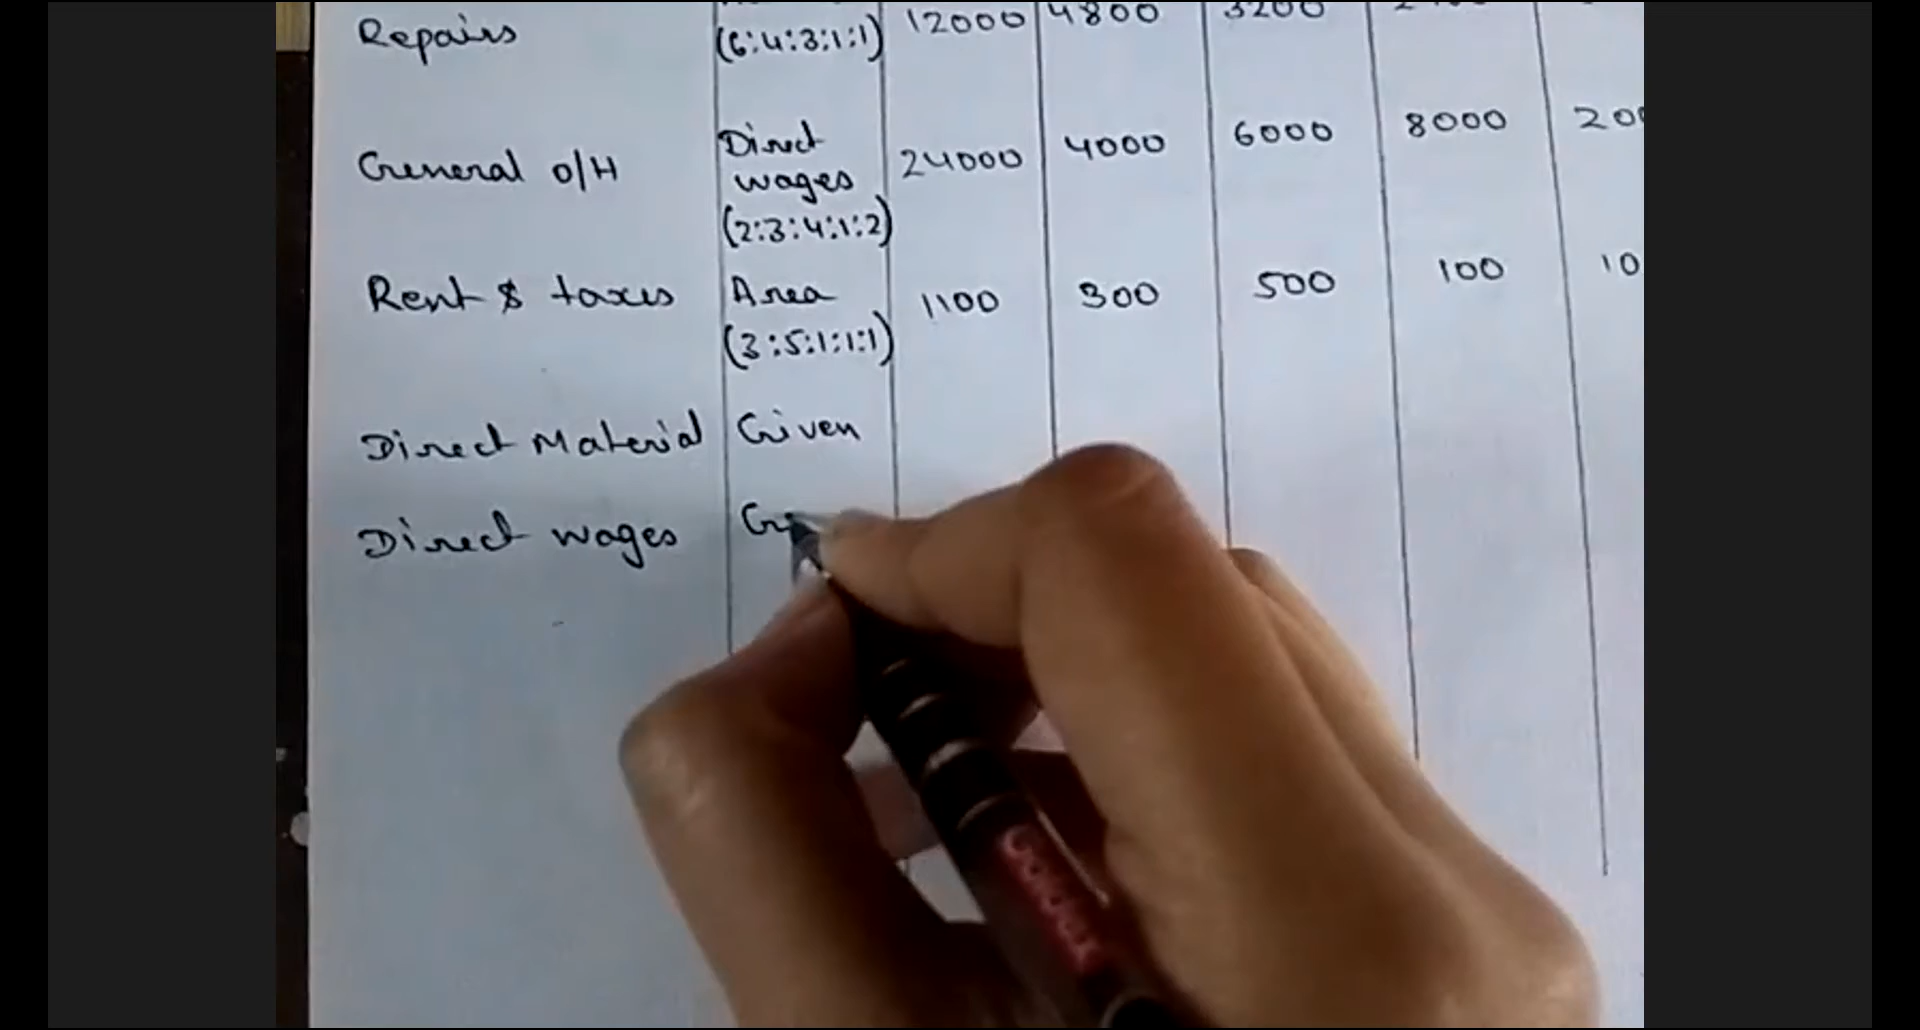 Repairs (6:4:3:1:1) 12000 4800 3200
General O/H Direct wages (2:3:4:1:2) 24000 4000 6000 8000
Rent & taxes Area (3:5:1:1:1) 1100 300 500 100
Direct Material Given
Direct wages